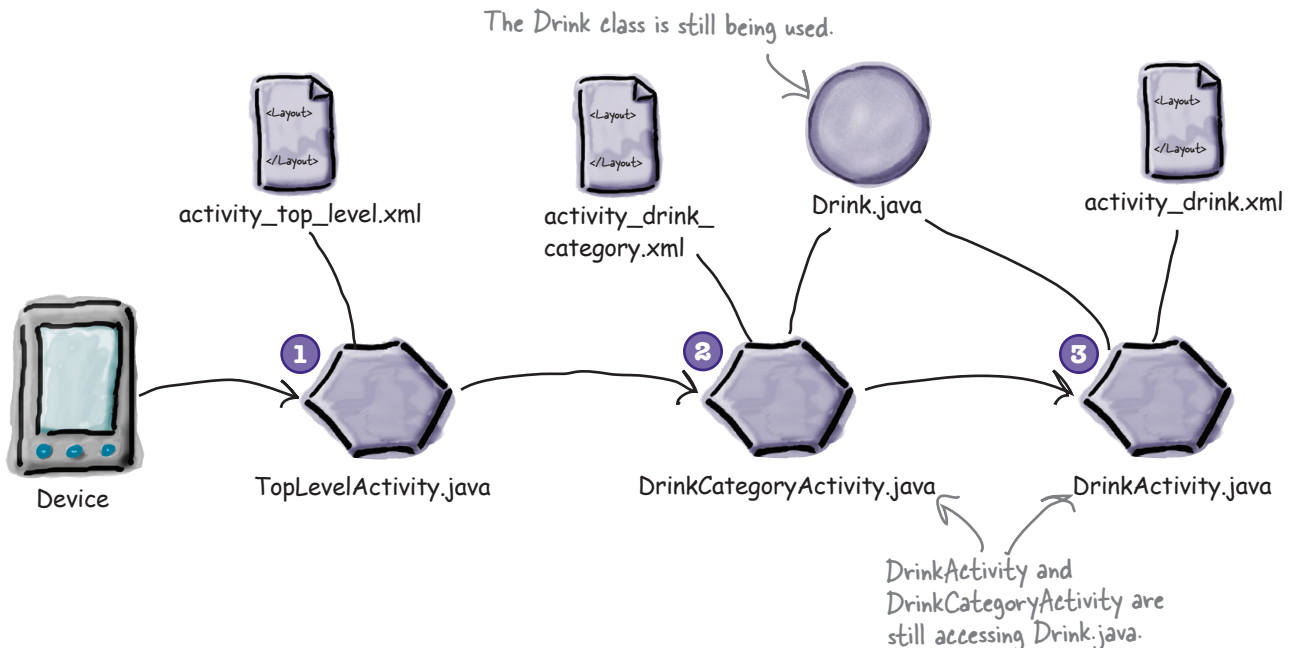 The Drink class is still being used.
<Layout>
</Layout>
activity_top_level.xml
<Layout>
</Layout>
activity_drink_
category.xml
Drink.java
<Layout>
</Layout>
activity_drink.xml
1
2
3
Device
TopLevelActivity.java
DrinkCategoryActivity.java
DrinkActivity.java
DrinkActivity and
DrinkCategoryActivity are
still accessing Drink.java.